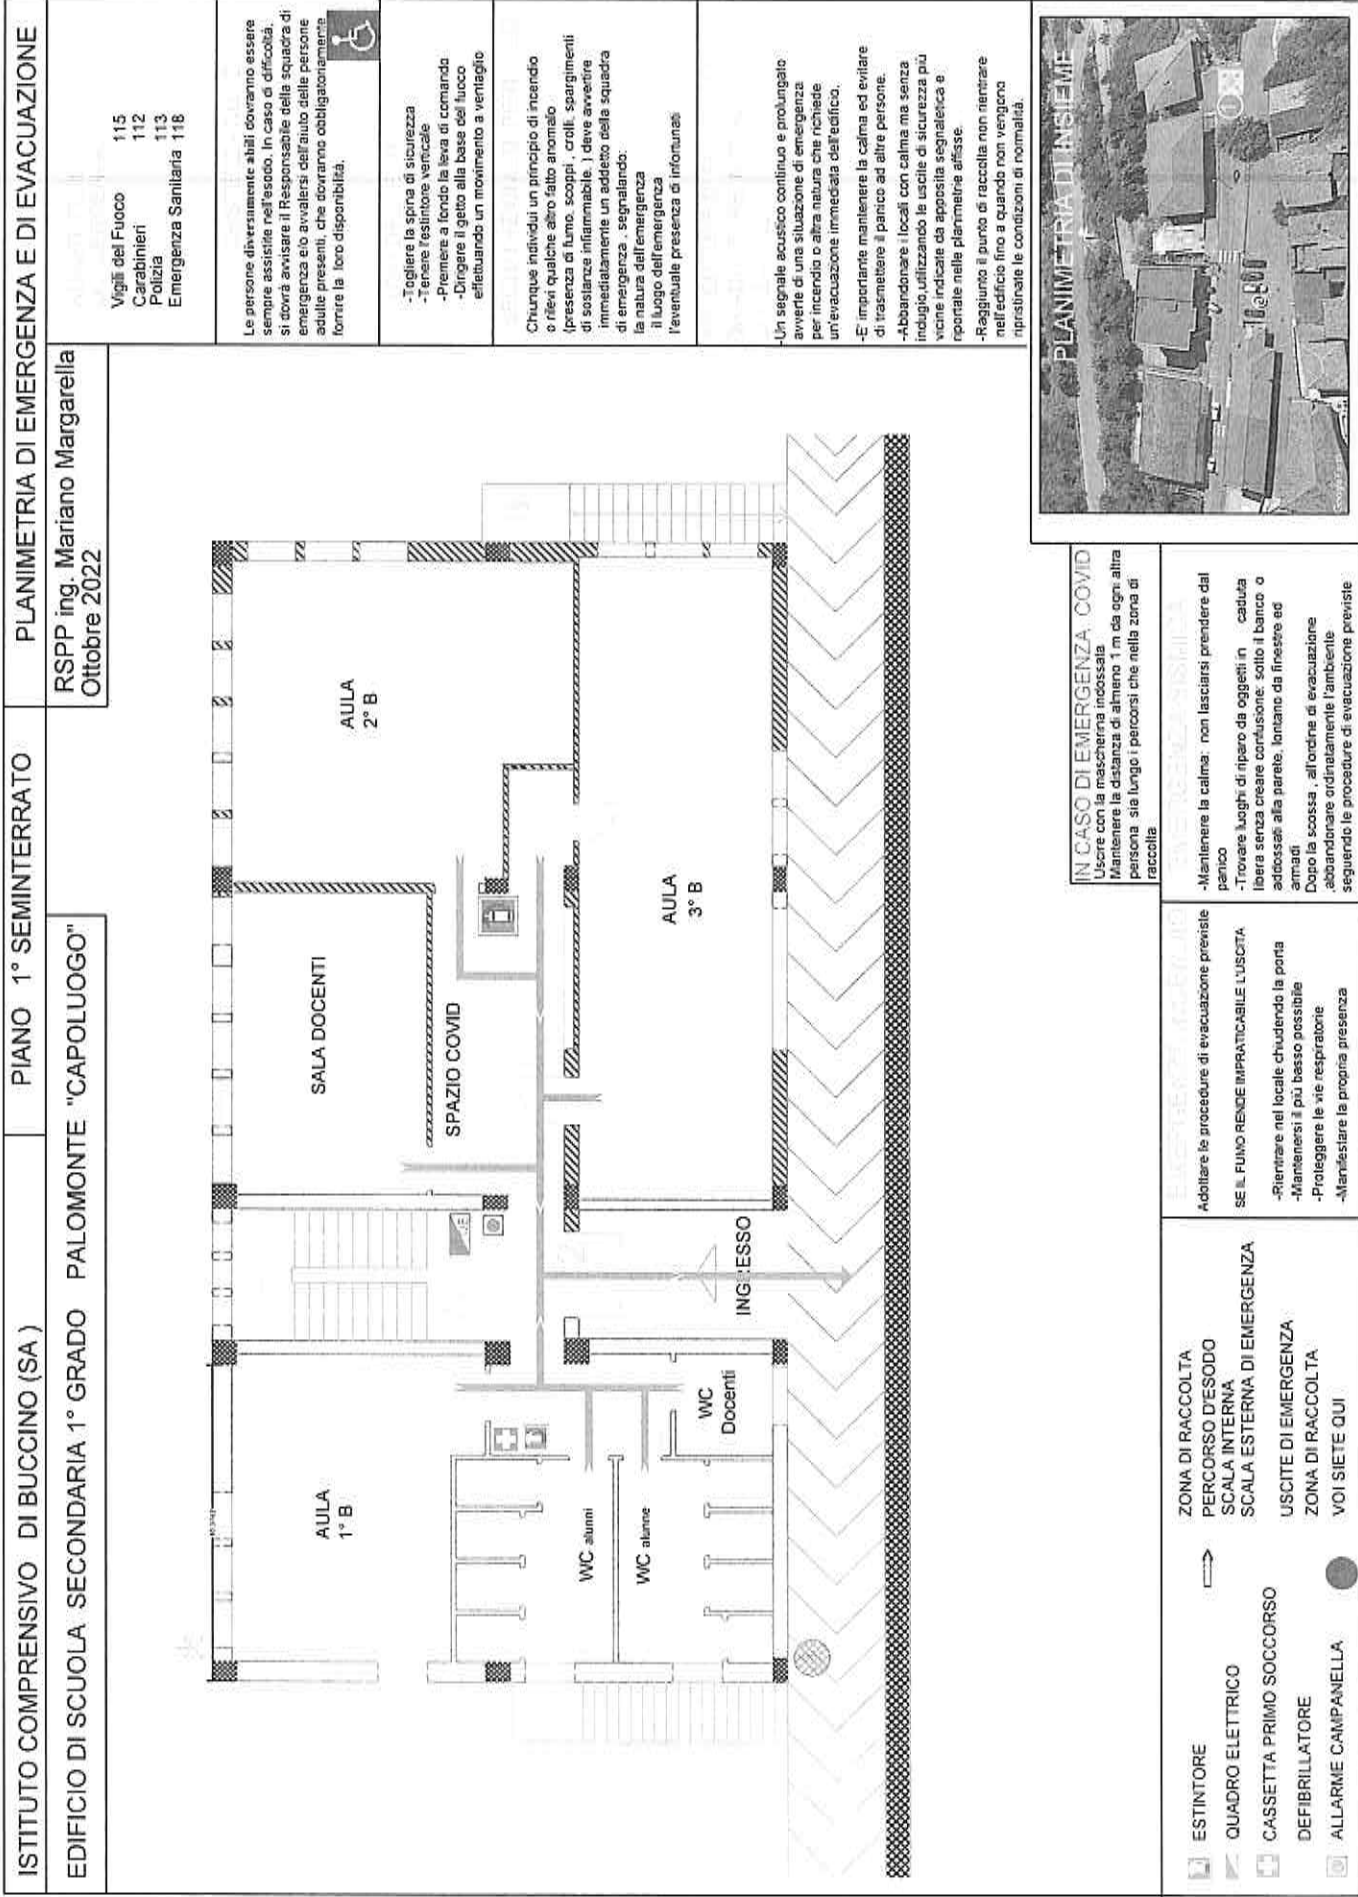 ISTITUTO COMPRENSIVO DI BUCCINO (SA )
PIANO 1° SEMINTERRATO
PLANIMETRIA DI EMERGENZA E DI EVACUAZIONE
EDIFICIO DI SCUOLA SECONDARIA 1° GRADO PALOMONTE "CAPOLUOGO"
RSPP ing. Mariano Margarella
Ottobre 2022
Vigili del Fuoco 115
Carabinieri 112
Polizia 113
Emergenza Sanitaria 118
Le persone diversamente abili dovranno essere
sempre assistite nell'esodo. In caso di difficoltà,
si dovrà avvisare il Responsabile della squadra di
emergenza e/o avvalersi dell'aiuto delle persone
adulte presenti, che dovranno obbligatoriamente
fornire la loro disponibilità.
-Togliere la spina di sicurezza
-Tenere l'estintore verticale
-Premere a fondo la leva di comando
-Dirigere il getto alla base del fuoco
effettuando un movimento a ventaglio
Chiunque individui un principio di incendio
o rilevi qualche altro fatto anomalo
(presenza di fumo, scoppi , crolli, spargimenti
di sostanze infiammabile, ) deve avvertire
immediatamente un addetto della squadra
di emergenza , segnalando:
la natura dell'emergenza
il luogo dell'emergenza
l'eventuale presenza di infortunati
-Un segnale acustico continuo e prolungato
avverte di una situazione di emergenza
per incendio o altra natura che richiede
un'evacuazione immediata dell'edificio.
-E' importante mantenere la calma ed evitare
di trasmettere il panico ad altre persone.
-Abbandonare i locali con calma ma senza
indugio,utilizzando le uscite di sicurezza più
vicine indicate da apposita segnaletica e
riportate nelle planimetrie affisse.
-Raggiunto il punto di raccolta non rientrare
nell'edificio fino a quando non vengono
ripristinate le condizioni di normalità.
AULA
1° B
SALA DOCENTI
AULA
2° B
SPAZIO COVID
Q.E
WC alunni
WC alunne
WC
Docenti
INGRESSO
AULA
3° B
PLANIMETRIA D'INSIEME
IN CASO DI EMERGENZA COVID
Uscire con la mascherina indossata
Mantenere la distanza di almeno 1 m da ogni altra
persona sia lungo i percorsi che nella zona di
raccolta
ESTINTORE
QUADRO ELETTRICO
CASSETTA PRIMO SOCCORSO
DEFIBRILLATORE
ALLARME CAMPANELLA
ZONA DI RACCOLTA
PERCORSO D'ESODO
SCALA INTERNA
SCALA ESTERNA DI EMERGENZA
USCITE DI EMERGENZA
ZONA DI RACCOLTA
VOI SIETE QUI
Adottare le procedure di evacuazione previste
SE IL FUMO RENDE IMPRATICABILE L'USCITA
-Rientrare nel locale chiudendo la porta
-Mantenersi il più basso possibile
-Proteggere le vie respiratorie
-Manifestare la propria presenza
EMERGENZA SISMICA
-Mantenere la calma: non lasciarsi prendere dal
panico
-Trovare luoghi di riparo da oggetti in caduta
libera senza creare confusione: sotto il banco o
addossati alla parete, lontano da finestre ed
armadi
Dopo la scossa , all'ordine di evacuazione
,abbandonare ordinatamente l'ambiente
seguendo le procedure di evacuazione previste